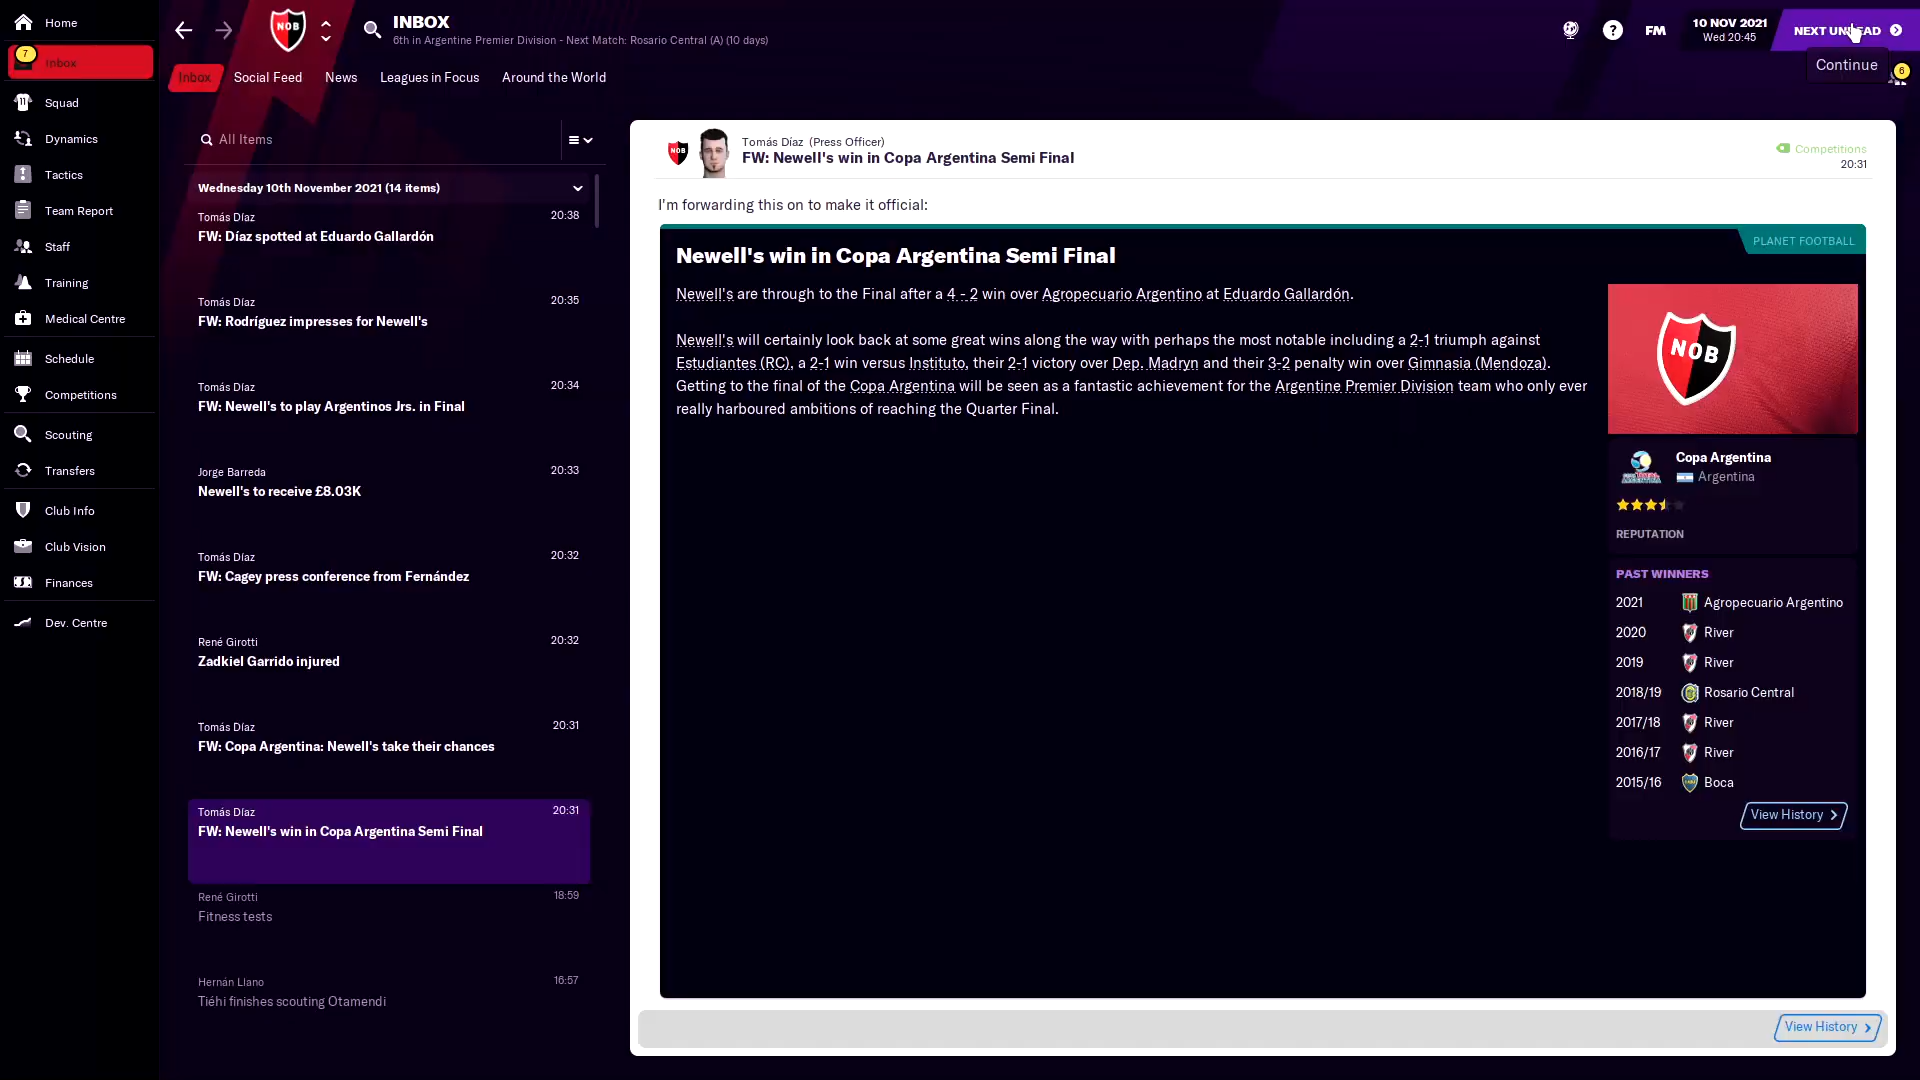 Home
7
Inbox
Squad
Dynamics
Tactics
Team Report
Staff
Training
Medical Centre
Schedule
Competitions
Scouting
Transfers
Club Info
Club Vision
Finances
Dev. Centre
NOB
INBOX
6th in Argentine Premier Division - Next Match: Rosario Central (A) (10 days)
FM
10 NOV 2021
Wed 20:45
NEXT UNREAD
Continue
6
Inbox
Social Feed
News
Leagues in Focus
Around the World
All Items
Wednesday 10th November 2021 (14 items)
Tomás Díaz 20:38
FW: Díaz spotted at Eduardo Gallardón
Tomás Díaz 20:35
FW: Rodríguez impresses for Newell's
Tomás Díaz 20:34
FW: Newell's to play Argentinos Jrs. in Final
Jorge Barreda 20:33
Newell's to receive £8.03K
Tomás Díaz 20:32
FW: Cagey press conference from Fernández
René Girotti 20:32
Zadkiel Garrido injured
Tomás Díaz 20:31
FW: Copa Argentina: Newell's take their chances
Tomás Díaz 20:31
FW: Newell's win in Copa Argentina Semi Final
René Girotti 18:59
Fitness tests
Hernán Llano 16:57
Tiéhi finishes scouting Otamendi
NOB
Tomás Díaz (Press Officer)
FW: Newell's win in Copa Argentina Semi Final
Competitions
20:31
I'm forwarding this on to make it official:
PLANET FOOTBALL
Newell's win in Copa Argentina Semi Final
Newell's are through to the Final after a 4 - 2 win over Agropecuario Argentino at Eduardo Gallardón.
Newell's will certainly look back at some great wins along the way with perhaps the most notable including a 2-1 triumph against
Estudiantes (RC), a 2-1 win versus Instituto, their 2-1 victory over Dep. Madryn and their 3-2 penalty win over Gimnasia (Mendoza).
Getting to the final of the Copa Argentina will be seen as a fantastic achievement for the Argentine Premier Division team who only ever
really harboured ambitions of reaching the Quarter Final.
NOB
Copa Argentina
Argentina
REPUTATION
PAST WINNERS
2021 Agropecuario Argentino
2020 River
2019 River
2018/19 Rosario Central
2017/18 River
2016/17 River
2015/16 Boca
View History
View History